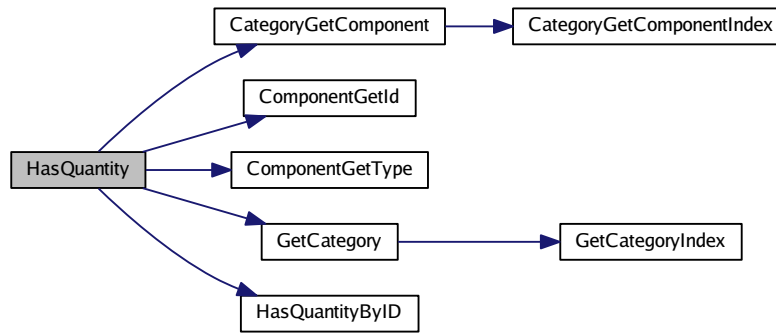 CategoryGetComponent
CategoryGetComponentIndex
ComponentGetId
HasQuantity
ComponentGetType
GetCategory
GetCategoryIndex
HasQuantityByID